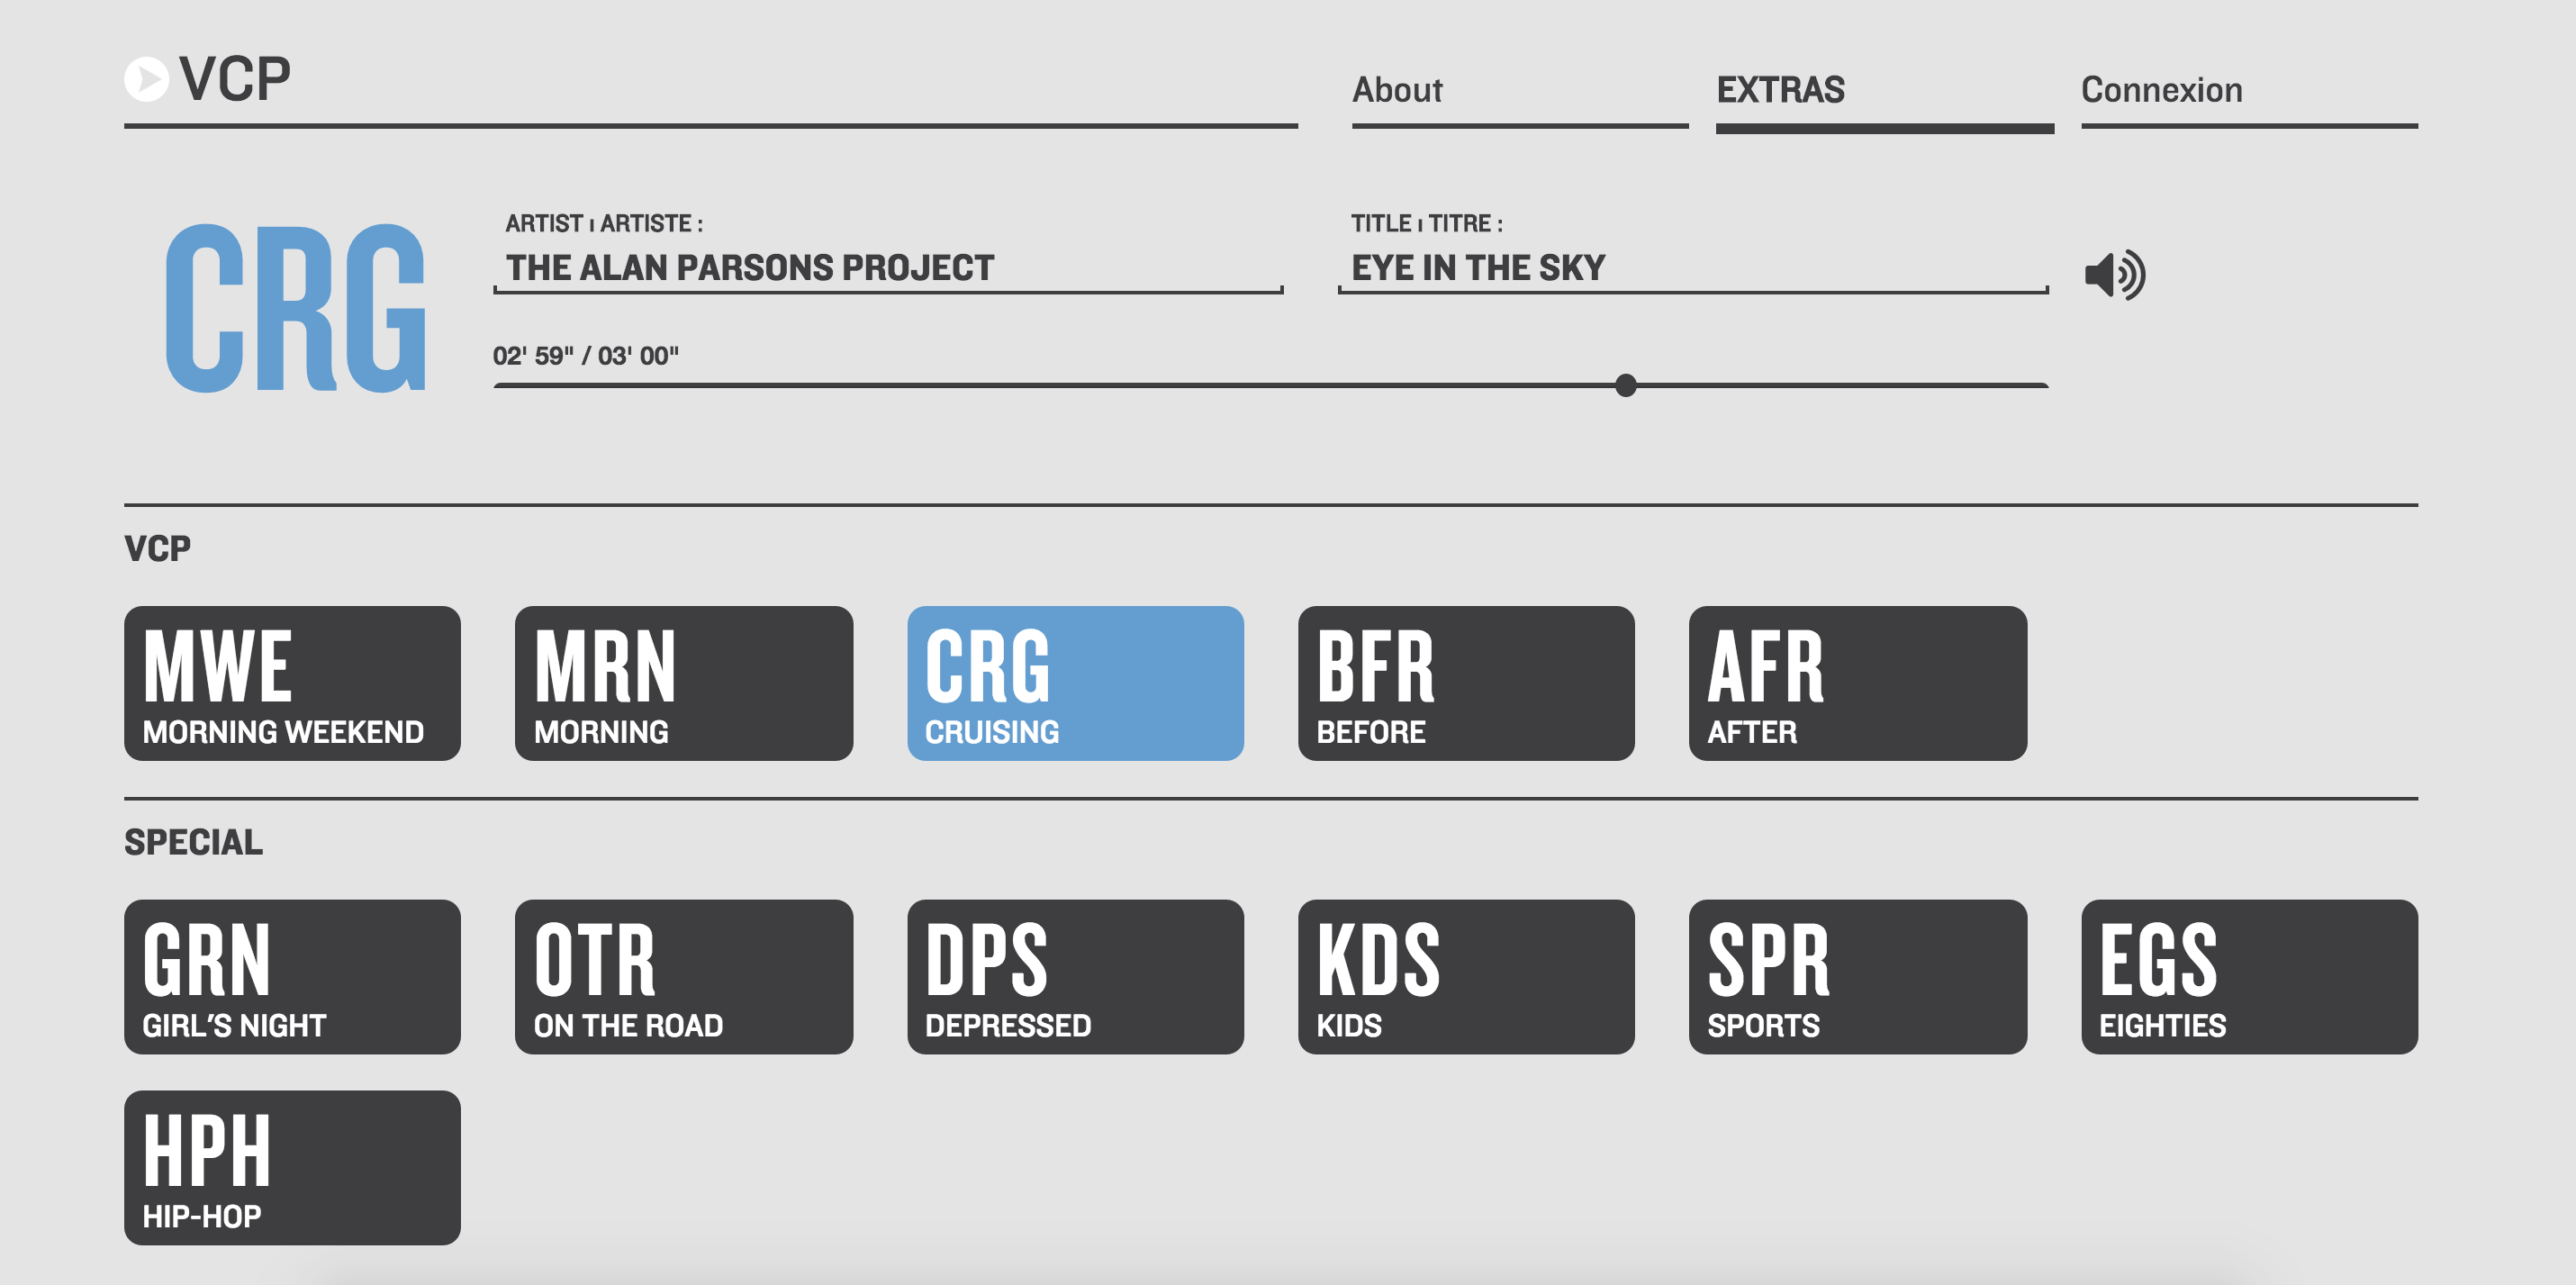 VCP
About
EXTRAS
Connexion
CRG
ARTIST ı ARTISTE :
THE ALAN PARSONS PROJECT
TITLE ı TITRE :
EYE IN THE SKY
02' 59" / 03' 00"
VCP
MWE
MORNING WEEKEND
MRN
MORNING
CRG
CRUISING
BFR
BEFORE
AFR
AFTER
SPECIAL
GRN
GIRL’S NIGHT
OTR
ON THE ROAD
DPS
DEPRESSED
KDS
KIDS
SPR
SPORTS
EGS
EIGHTIES
HPH
HIP-HOP